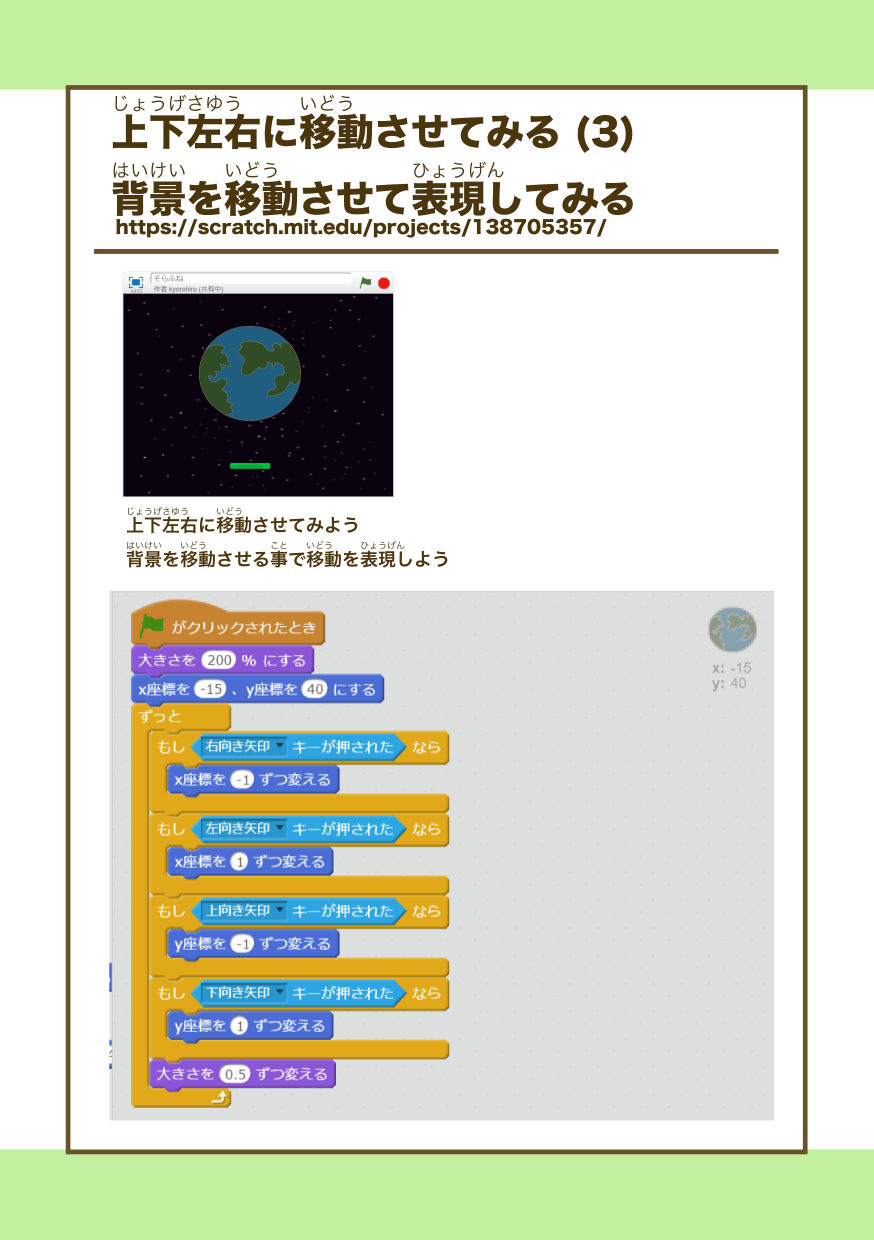 じょうげさゆう いどう
上下左右に移動させてみる (3)
はいけい いどう ひょうげん
背景を移動させて表現してみる
https://scratch.mit.edu/projects/138705357/
そらふね
作者 kyorohiro (共有中)
じょうげさゆう いどう
上下左右に移動させてみよう
はいけい いどう こと いどう ひょうげん
背景を移動させる事で移動を表現しよう
がクリックされたとき
大きさを 200 % にする
x座標を -15 、y座標を 40 にする
ずっと
もし 右向き矢印 キーが押された なら
x座標を -1 ずつ変える
もし 左向き矢印 キーが押された なら
x座標を 1 ずつ変える
もし 上向き矢印 キーが押された なら
y座標を -1 ずつ変える
もし 下向き矢印 キーが押された なら
y座標を 1 ずつ変える
大きさを 0.5 ずつ変える
x: -15
y: 40